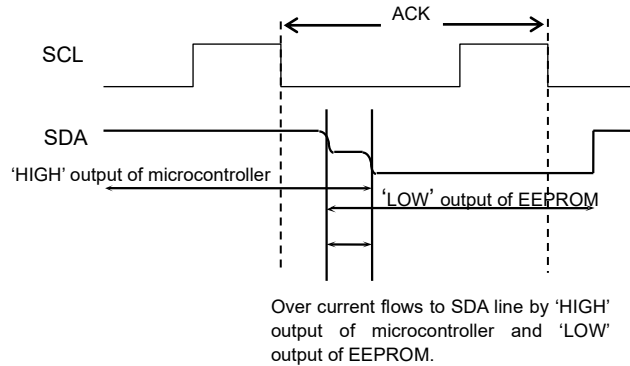 ACK
SCL
SDA
‘HIGH’ output of microcontroller
‘LOW’ output of EEPROM
Over current flows to SDA line by ‘HIGH’
output of microcontroller and ‘LOW’
output of EEPROM.